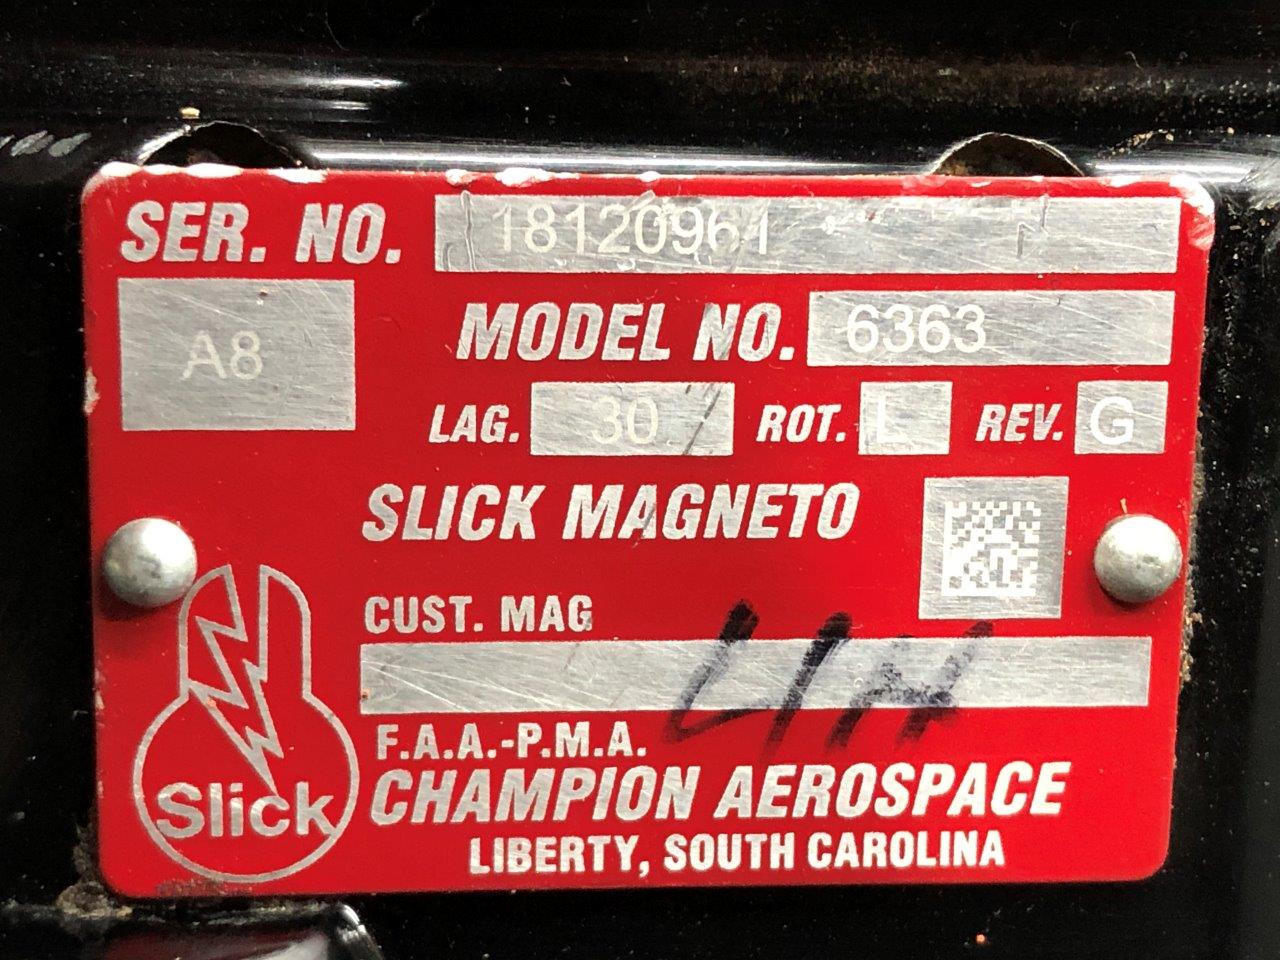 SER. NO. 18120961
A8
MODEL NO. 6363
LAG. 30 ROT. L REV. G
SLICK MAGNETO
CUST. MAG
F.A.A.-P.M.A.
CHAMPION AEROSPACE
LIBERTY, SOUTH CAROLINA
Slick